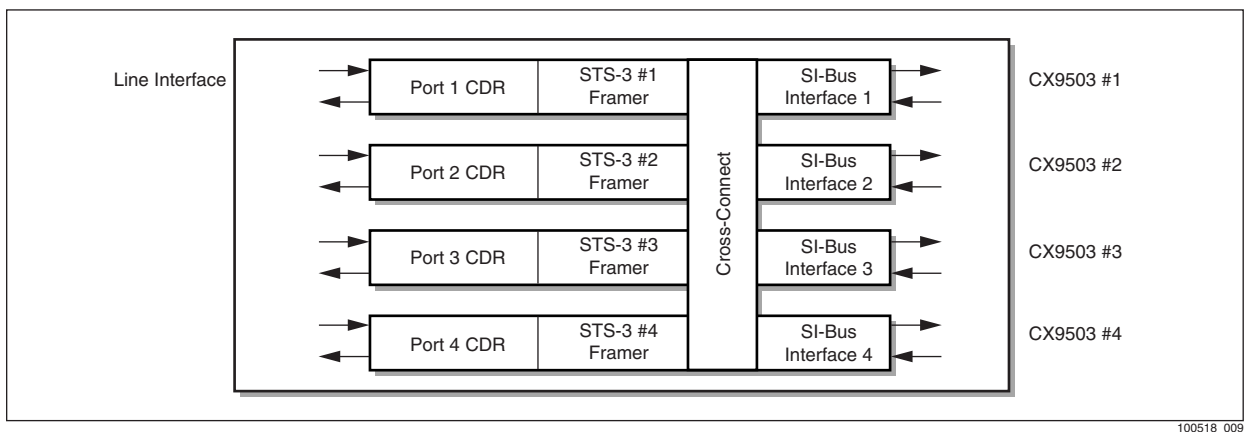 Line Interface
Port 1 CDR
STS-3 #1
Framer
SI-Bus
Interface 1
CX9503 #1
Port 2 CDR
STS-3 #2
Framer
SI-Bus
Interface 2
CX9503 #2
Cross-Connect
Port 3 CDR
STS-3 #3
Framer
SI-Bus
Interface 3
CX9503 #3
Port 4 CDR
STS-3 #4
Framer
SI-Bus
Interface 4
CX9503 #4
100518_009